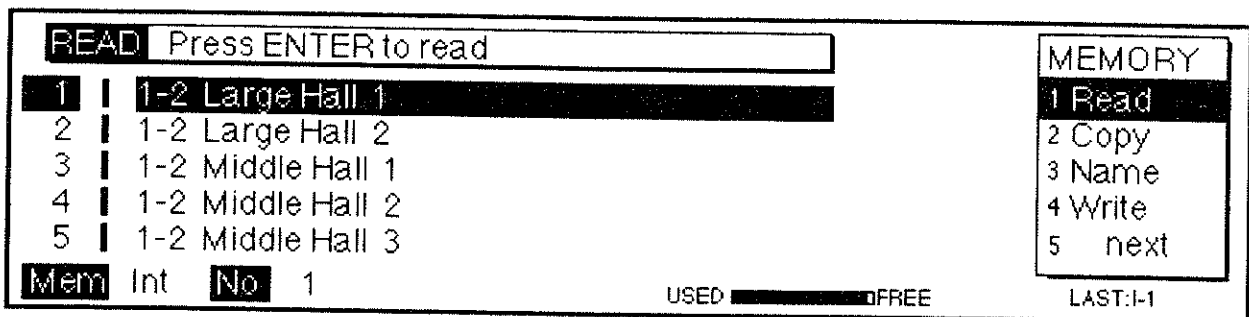 READ Press ENTER to read
1 1-2 Large Hall 1
2 1-2 Large Hall 2
3 1-2 Middle Hall 1
4 1-2 Middle Hall 2
5 1-2 Middle Hall 3
Mem Int No 1
USED FREE
MEMORY
1 Read
2 Copy
3 Name
4 Write
5 next
LAST:I-1